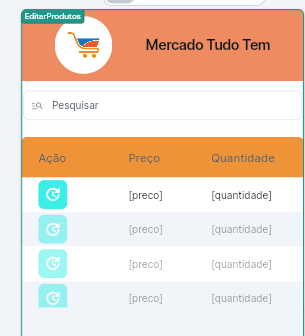 EditarProdutos
Mercado Tudo Tem
Pesquisar
Ação Preço Quantidade
[preco] [quantidade]
[preco] [quantidade]
[preco] [quantidade]
[preco] [quantidade]